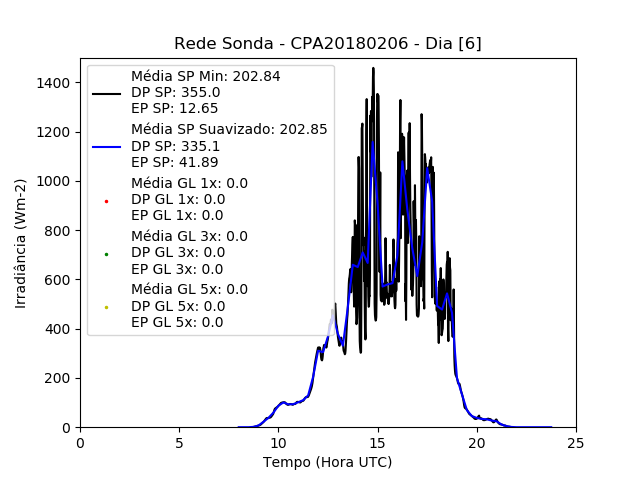 Rede Sonda - CPA20180206 - Dia [6]
1400
1200
1000
800
600
400
200
0
Irradiância (Wm-2)
Média SP Min: 202.84
DP SP: 355.0
EP SP: 12.65
Média SP Suavizado: 202.85
DP SP: 335.1
EP SP: 41.89
Média GL 1x: 0.0
DP GL 1x: 0.0
EP GL 1x: 0.0
Média GL 3x: 0.0
DP GL 3x: 0.0
EP GL 3x: 0.0
Média GL 5x: 0.0
DP GL 5x: 0.0
EP GL 5x: 0.0
0 5 10 15 20 25
Tempo (Hora UTC)